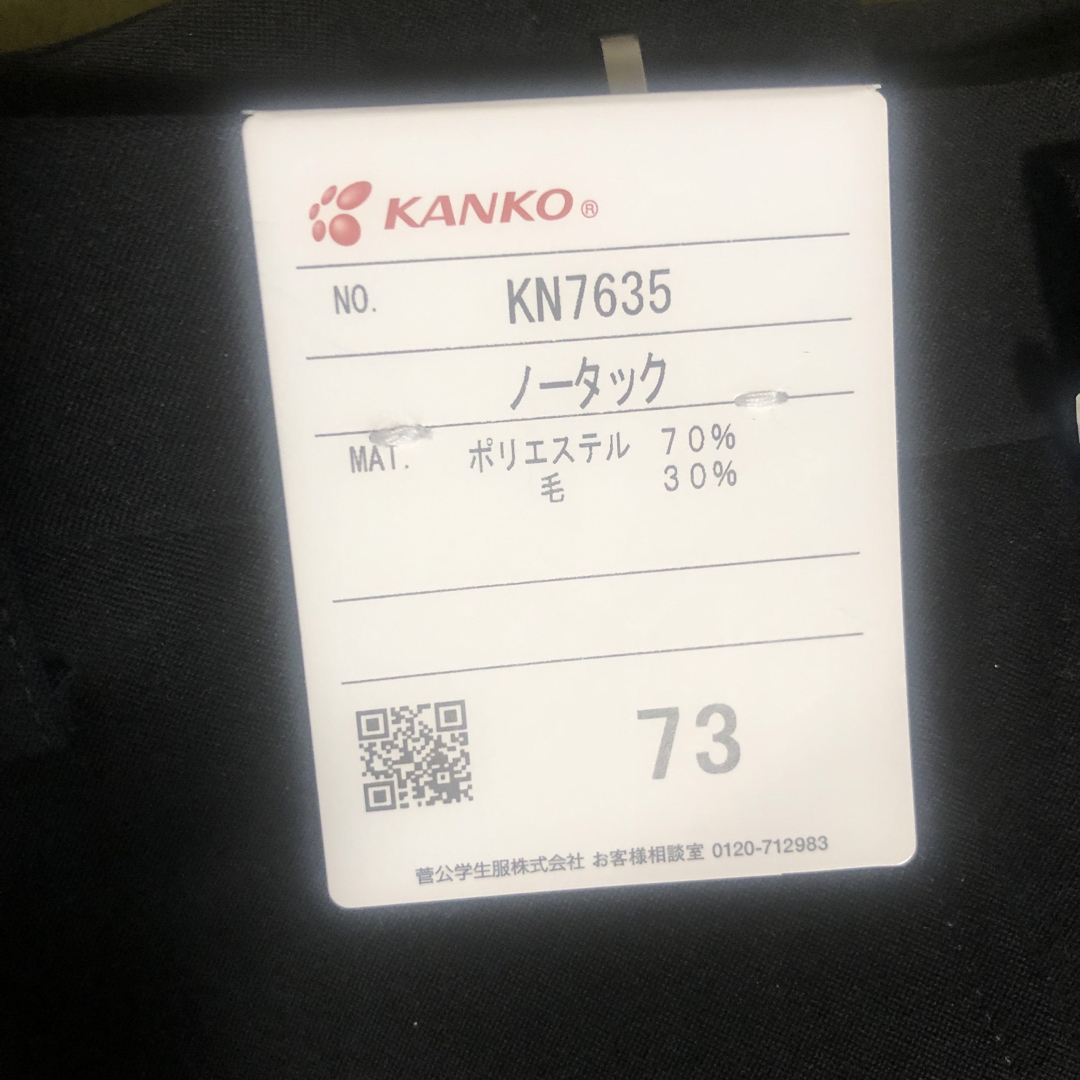 KANKO®
NO. KN7635
ノータック
MAT. ポリエステル 70%
毛 30%
73
菅公学生服株式会社 お客様相談室 0120-712983